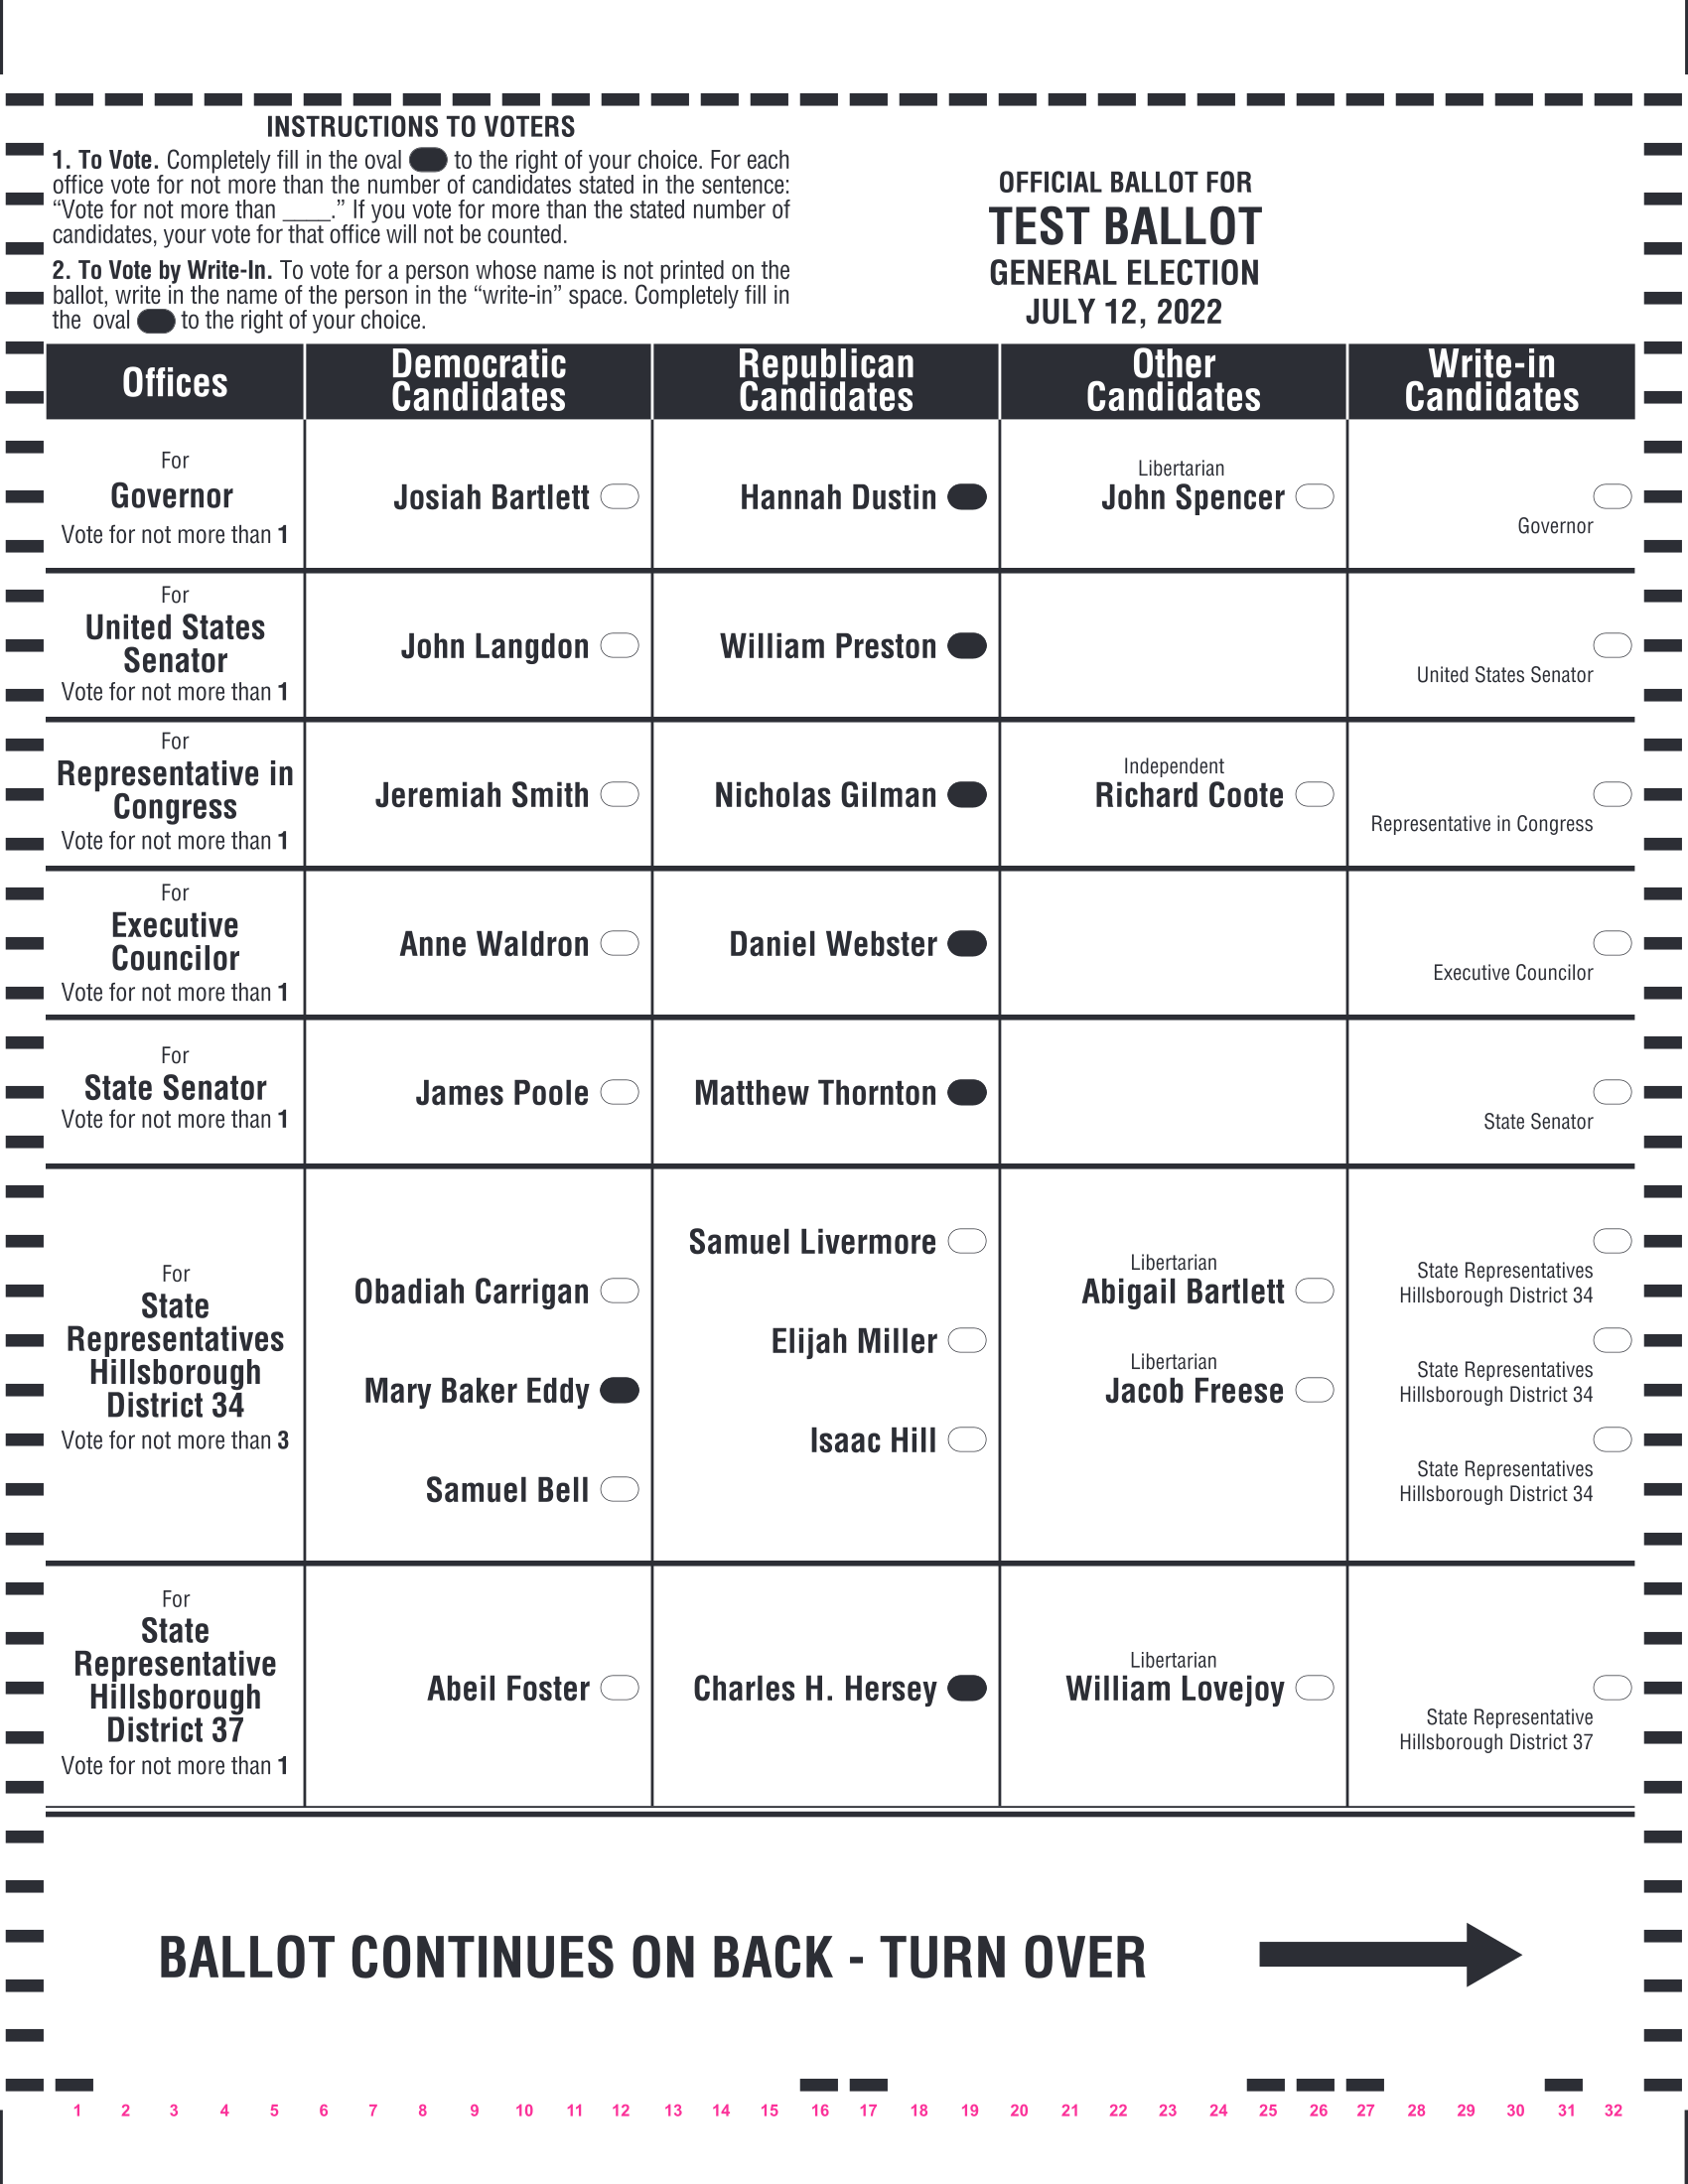 INSTRUCTIONS TO VOTERS
1. To Vote. Completely fill in the oval to the right of your choice. For each
office vote for not more than the number of candidates stated in the sentence:
“Vote for not more than ____.” If you vote for more than the stated number of
candidates, your vote for that office will not be counted.
2. To Vote by Write-In. To vote for a person whose name is not printed on the
ballot, write in the name of the person in the “write-in” space. Completely fill in
the oval to the right of your choice.
OFFICIAL BALLOT FOR
TEST BALLOT
GENERAL ELECTION
JULY 12, 2022
Offices
Democratic
Candidates
Republican
Candidates
Other
Candidates
Write-in
Candidates
For
Governor
Vote for not more than 1
Josiah Bartlett
Hannah Dustin
Libertarian
John Spencer
Governor
For
United States
Senator
Vote for not more than 1
John Langdon
William Preston
United States Senator
For
Representative in
Congress
Vote for not more than 1
Jeremiah Smith
Nicholas Gilman
Independent
Richard Coote
Representative in Congress
For
Executive
Councilor
Vote for not more than 1
Anne Waldron
Daniel Webster
Executive Councilor
For
State Senator
Vote for not more than 1
James Poole
Matthew Thornton
State Senator
For
State
Representatives
Hillsborough
District 34
Vote for not more than 3
Obadiah Carrigan
Mary Baker Eddy
Samuel Bell
Samuel Livermore
Elijah Miller
Isaac Hill
Libertarian
Abigail Bartlett
Libertarian
Jacob Freese
State Representatives
Hillsborough District 34
State Representatives
Hillsborough District 34
State Representatives
Hillsborough District 34
For
State
Representative
Hillsborough
District 37
Vote for not more than 1
Abeil Foster
Charles H. Hersey
Libertarian
William Lovejoy
State Representative
Hillsborough District 37
BALLOT CONTINUES ON BACK - TURN OVER
1 2 3 4 5 6 7 8 9 10 11 12 13 14 15 16 17 18 19 20 21 22 23 24 25 26 27 28 29 30 31 32